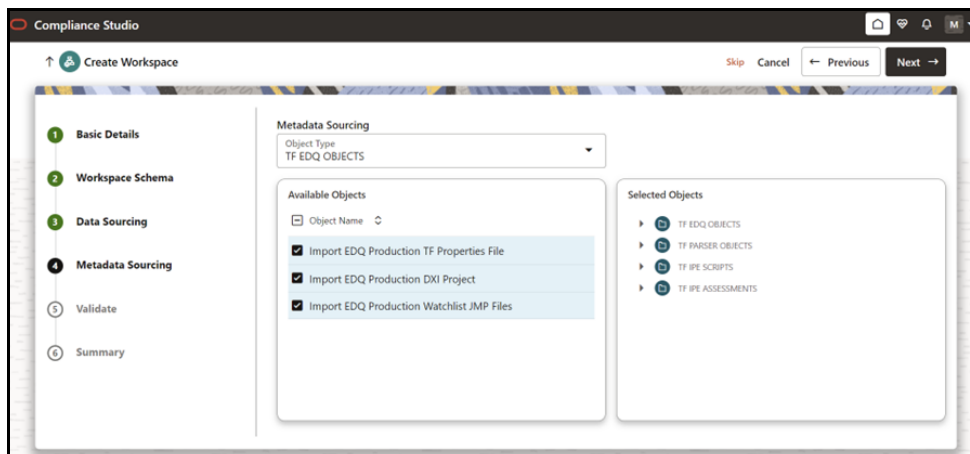 Compliance Studio
M
Create Workspace
Skip Cancel ← Previous Next →
1 Basic Details
2 Workspace Schema
3 Data Sourcing
4 Metadata Sourcing
5 Validate
6 Summary
Metadata Sourcing
Object Type
TF EDQ OBJECTS
Available Objects
Object Name
Import EDQ Production TF Properties File
Import EDQ Production DXI Project
Import EDQ Production Watchlist JMP Files
Selected Objects
TF EDQ OBJECTS
TF PARSER OBJECTS
TF IPE SCRIPTS
TF IPE ASSESSMENTS